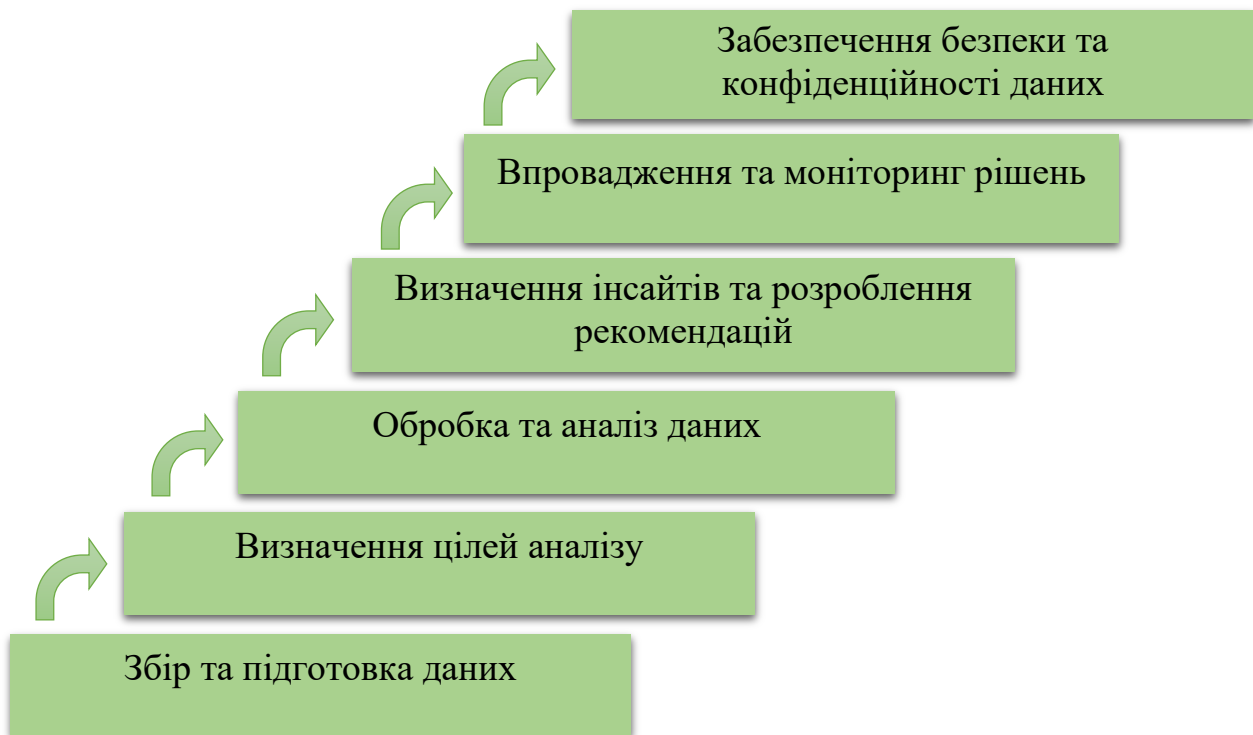 Забезпечення безпеки та
конфіденційності даних
Впровадження та моніторинг рішень
Визначення інсайтів та розроблення
рекомендацій
Обробка та аналіз даних
Визначення цілей аналізу
Збір та підготовка даних